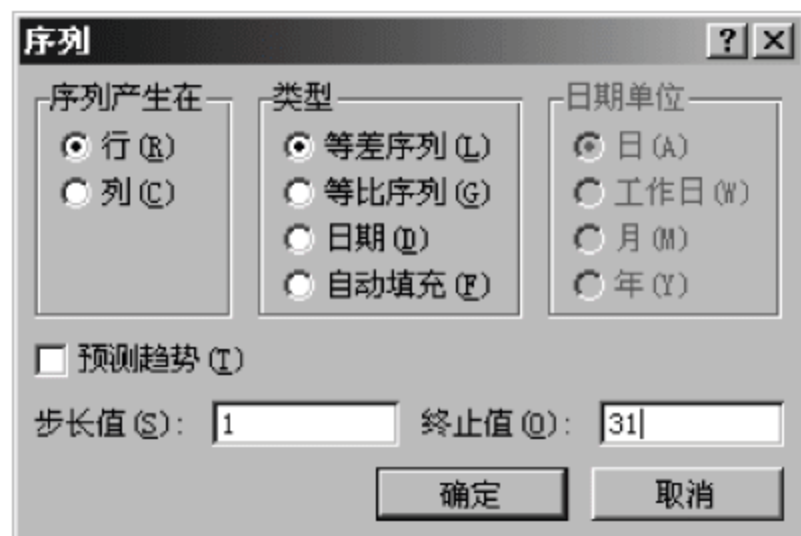 序列 ? ×
序列产生在 类型 日期单位
行(R) 等差序列(L) 日(A)
列(C) 等比序列(G) 工作日(W)
日期(D) 月(M)
自动填充(F) 年(Y)
预测趋势(T)
步长值(S): 1 终止值(O): 31
确定 取消